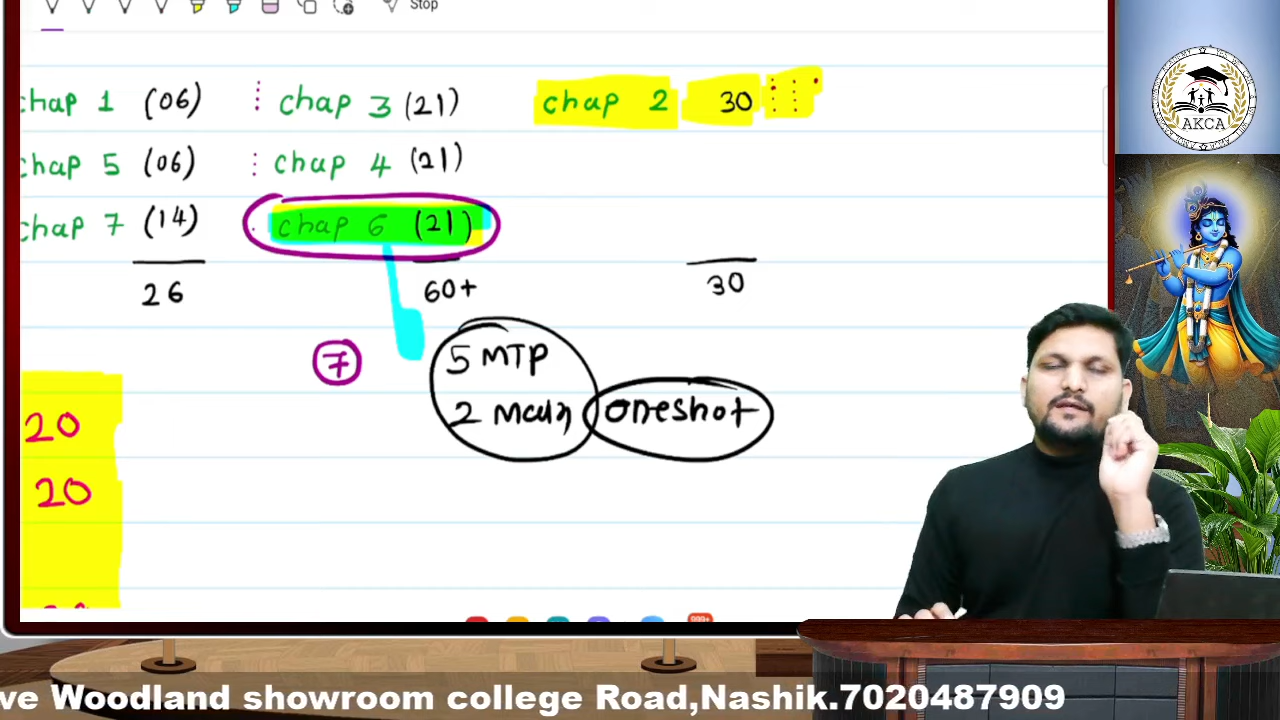 Stop
chap 1 (06) chap 3 (21) chap 2 30
chap 5 (06) chap 4 (21)
chap 7 (14) chap 6 (21)
26 60+ 30
7 5 MTP
2 Main oneshot
20
20
AKCA
999+
ve Woodland showroom college Road,Nashik.7020487909